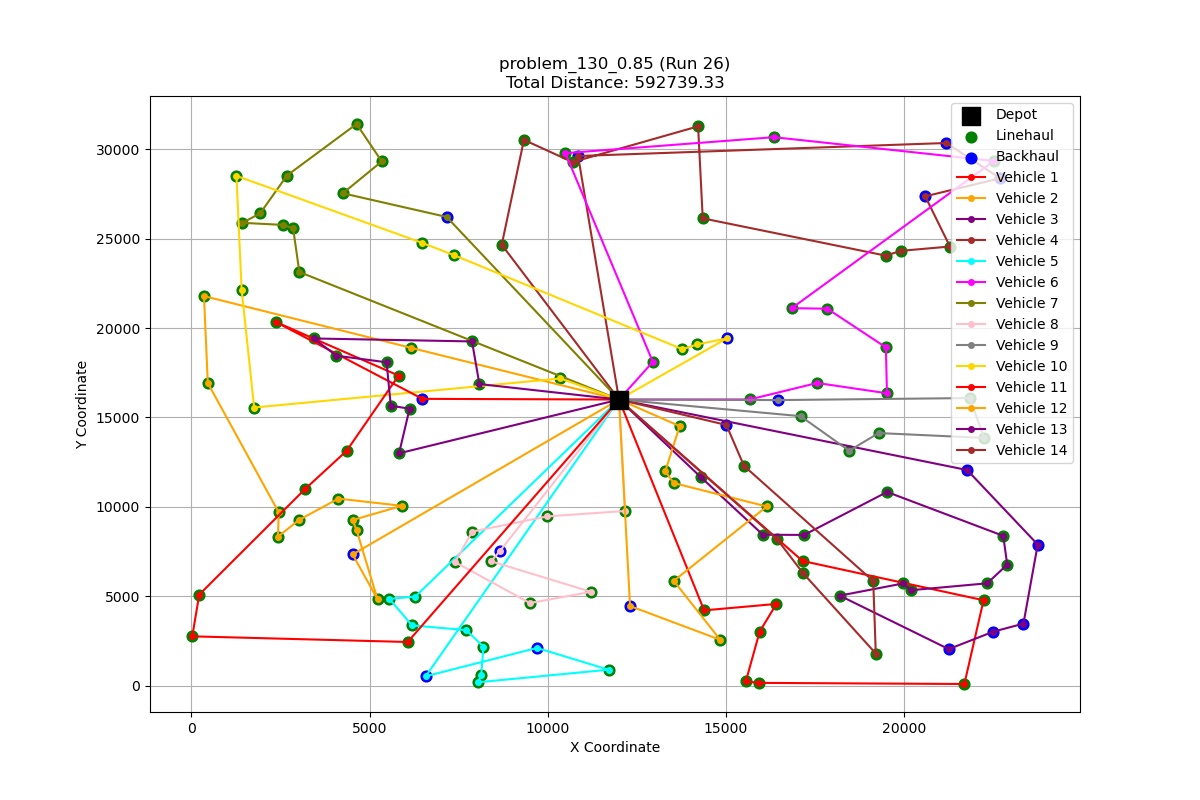 problem_130_0.85 (Run 26)
Total Distance: 592739.33
Depot
Linehaul
Backhaul
Vehicle 1
Vehicle 2
Vehicle 3
Vehicle 4
Vehicle 5
Vehicle 6
Vehicle 7
Vehicle 8
Vehicle 9
Vehicle 10
Vehicle 11
Vehicle 12
Vehicle 13
Vehicle 14
Y Coordinate
30000
25000
20000
15000
10000
5000
0
0 5000 10000 15000 20000
X Coordinate